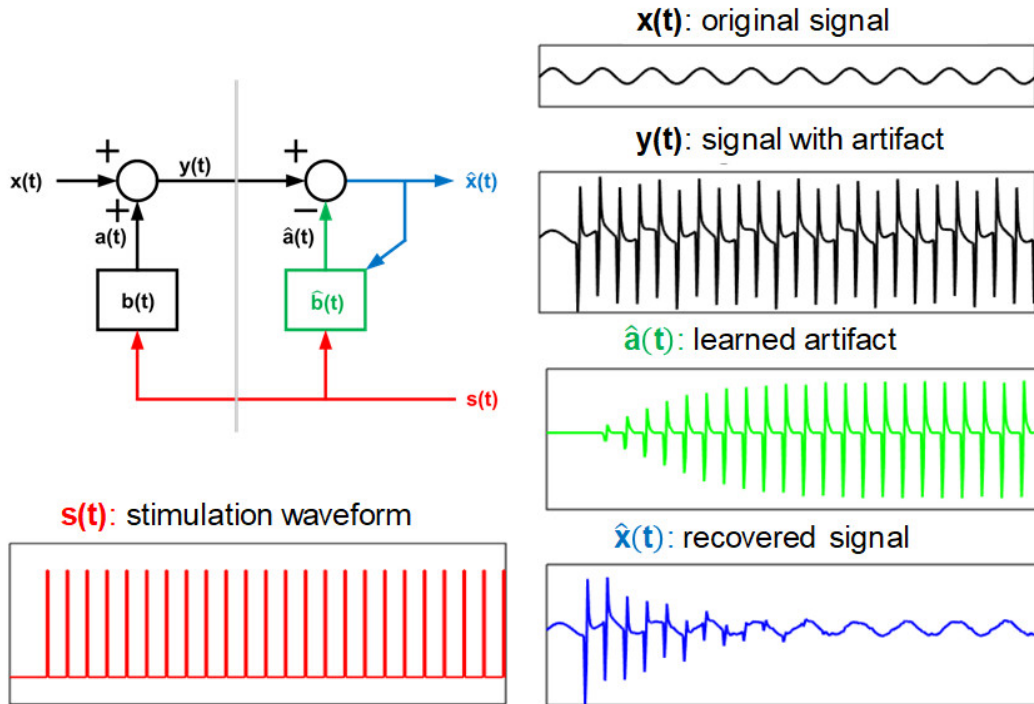 x(t): original signal
y(t): signal with artifact
+
+
x(t)
y(t)
x̂(t)
+
−
a(t)
â(t)
b(t)
b̂(t)
s(t)
â(t): learned artifact
s(t): stimulation waveform
x̂(t): recovered signal